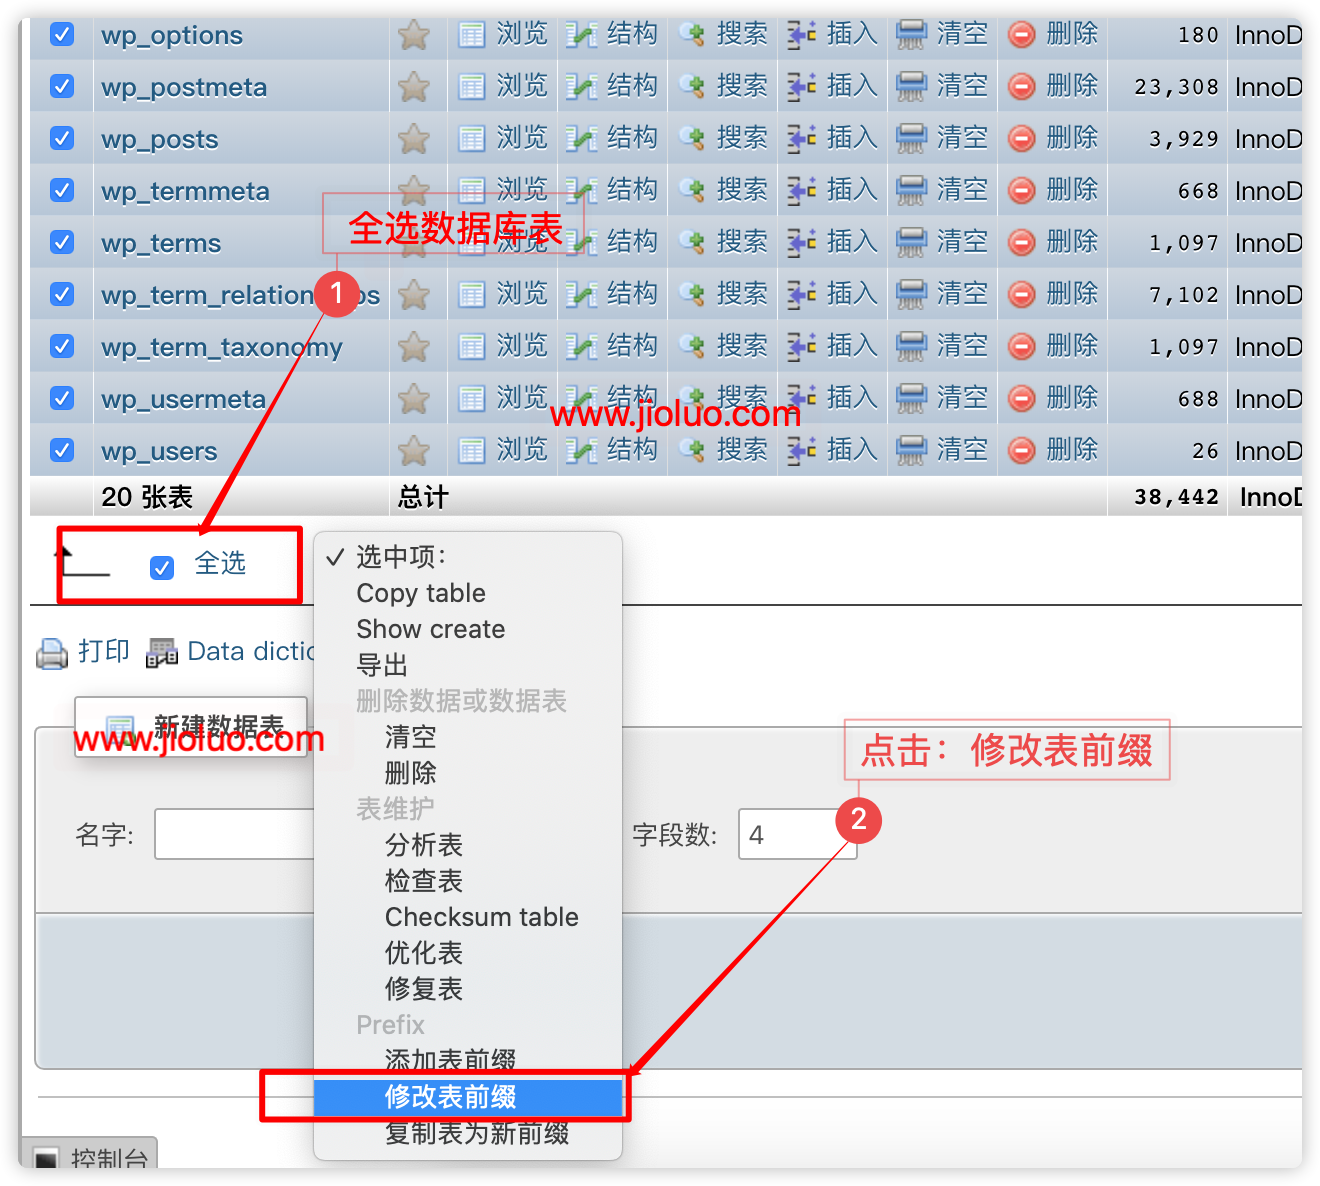 wp_options 浏览 结构 搜索 插入 清空 删除 180 InnoD
wp_postmeta 浏览 结构 搜索 插入 清空 删除 23,308 InnoD
wp_posts 浏览 结构 搜索 插入 清空 删除 3,929 InnoD
wp_termmeta 浏览 结构 搜索 插入 清空 删除 668 InnoD
全选数据库表
wp_terms 浏览 结构 搜索 插入 清空 删除 1,097 InnoD
1
wp_term_relation ps 浏览 结构 搜索 插入 清空 删除 7,102 InnoD
wp_term_taxonomy 浏览 结构 搜索 插入 清空 删除 1,097 InnoD
wp_usermeta 浏览 结构 搜索 插入 清空 删除 688 InnoD
www.jioluo.com
wp_users 浏览 结构 搜索 插入 清空 删除 26 InnoD
20 张表 总计 38,442 InnoD
全选
✓ 选中项:
Copy table
Show create
导出
删除数据或数据表
清空
删除
表维护
分析表
检查表
Checksum table
优化表
修复表
Prefix
添加表前缀
修改表前缀
复制表为新前缀
打印 Data dictic
新建数据表
www.jioluo.com
点击：修改表前缀
2
名字:
字段数: 4
控制台